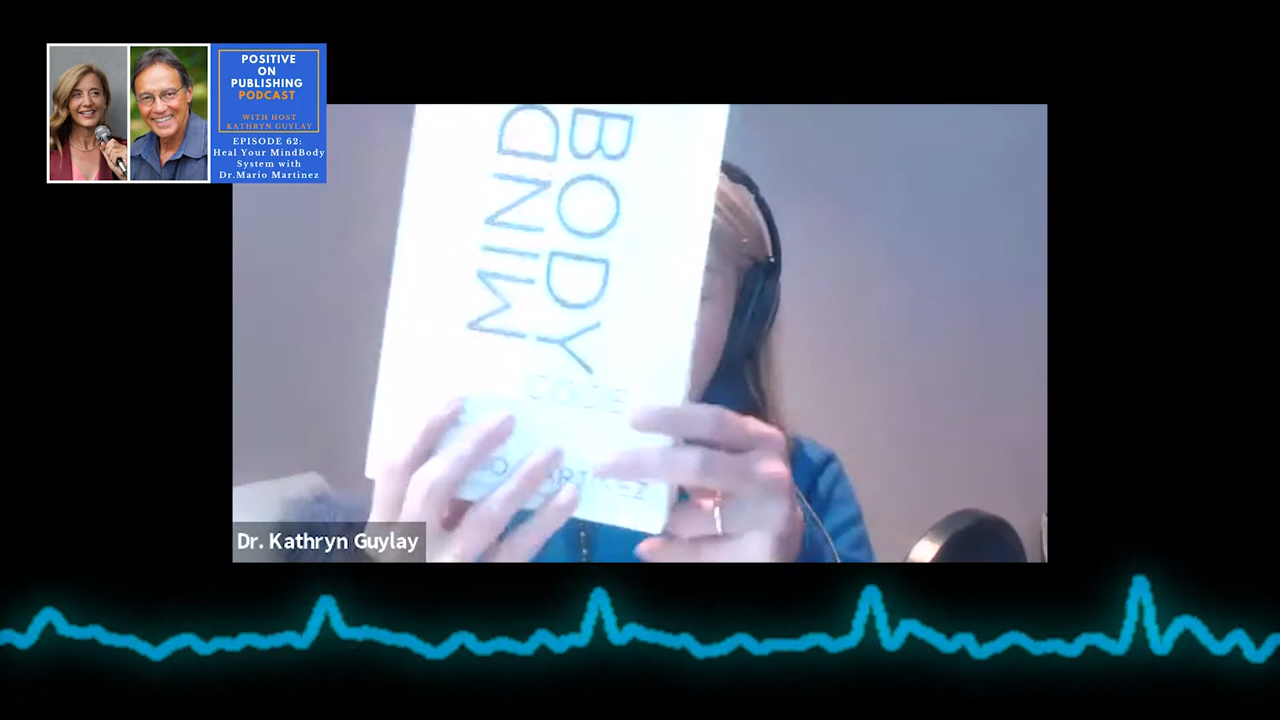 POSITIVE
ON
PUBLISHING
PODCAST
WITH HOST
KATHRYN GUYLAY
EPISODE 62:
Heal Your MindBody
System with
Dr.Mario Martinez
MIND
BODY
CODE
MARTINEZ
Dr. Kathryn Guylay